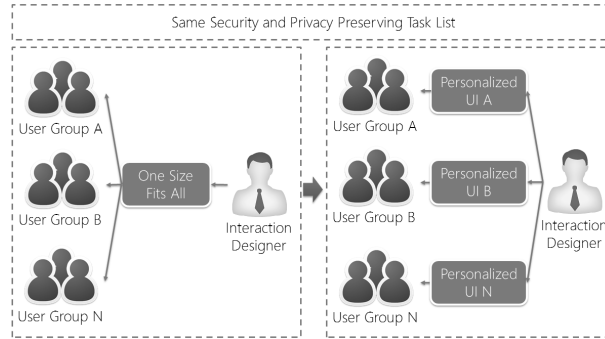 Same Security and Privacy Preserving Task List
User Group A
One Size
Fits All
User Group B
Interaction
Designer
User Group N
Personalized
UI A
User Group A
Personalized
UI B
User Group B
Interaction
Designer
Personalized
UI N
User Group N